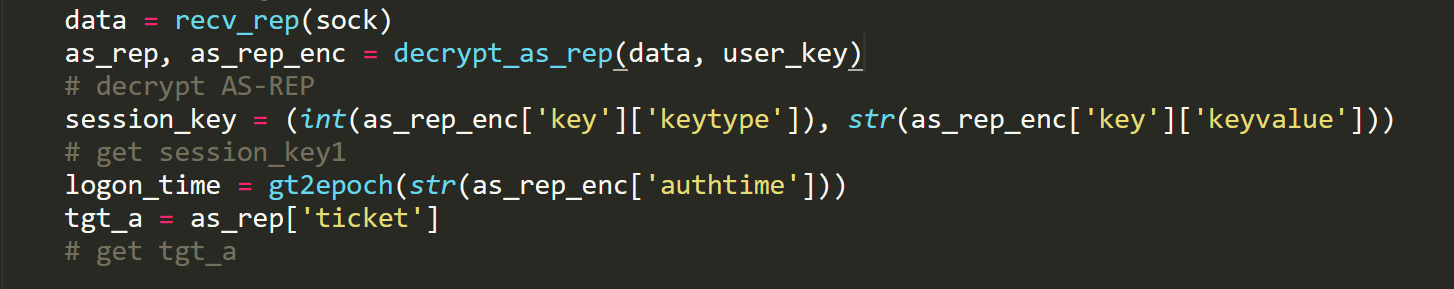 data = recv_rep(sock)
as_rep, as_rep_enc = decrypt_as_rep(data, user_key)
# decrypt AS-REP
session_key = (int(as_rep_enc['key']['keytype']), str(as_rep_enc['key']['keyvalue']))
# get session_key1
logon_time = gt2epoch(str(as_rep_enc['authtime']))
tgt_a = as_rep['ticket']
# get tgt_a